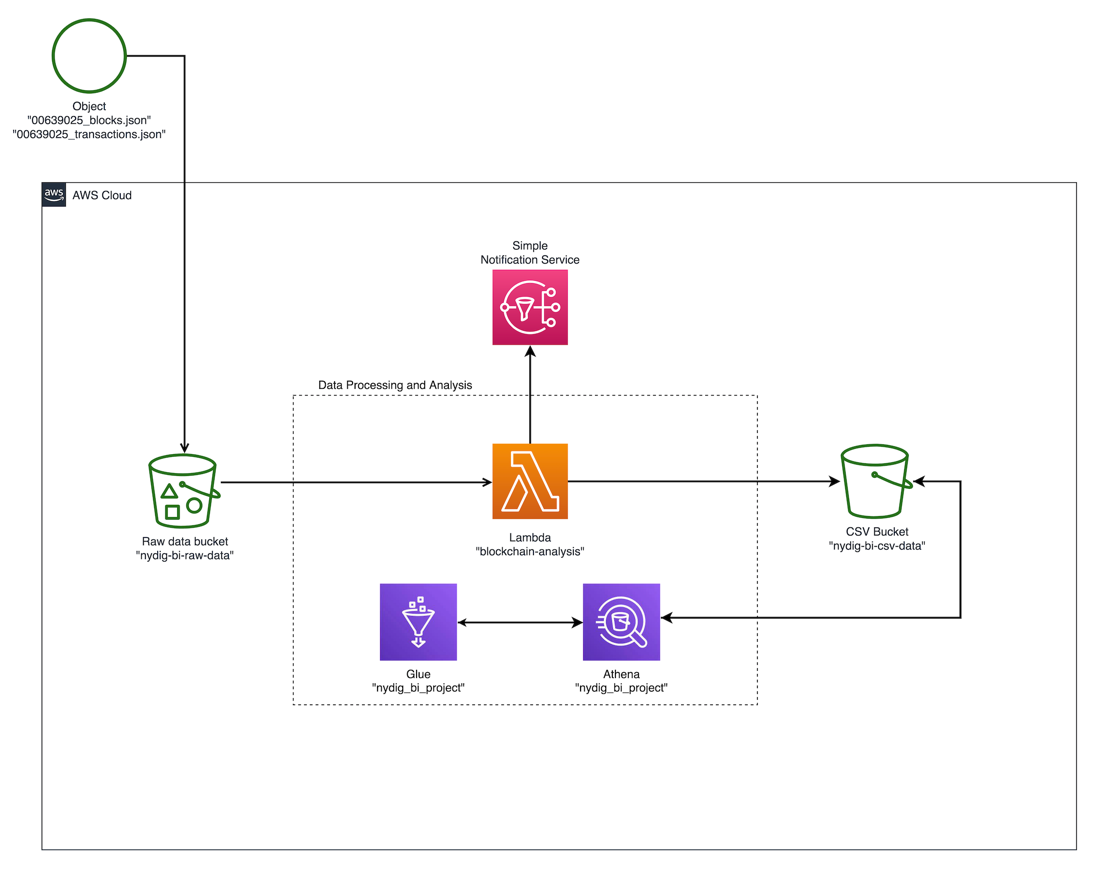 Object
"00639025_blocks.json"
"00639025_transactions.json"
aws
AWS Cloud
Simple
Notification Service
Data Processing and Analysis
Raw data bucket
"nydig-bi-raw-data"
Lambda
"blockchain-analysis"
CSV Bucket
"nydig-bi-csv-data"
Glue
"nydig_bi_project"
Athena
"nydig_bi_project"